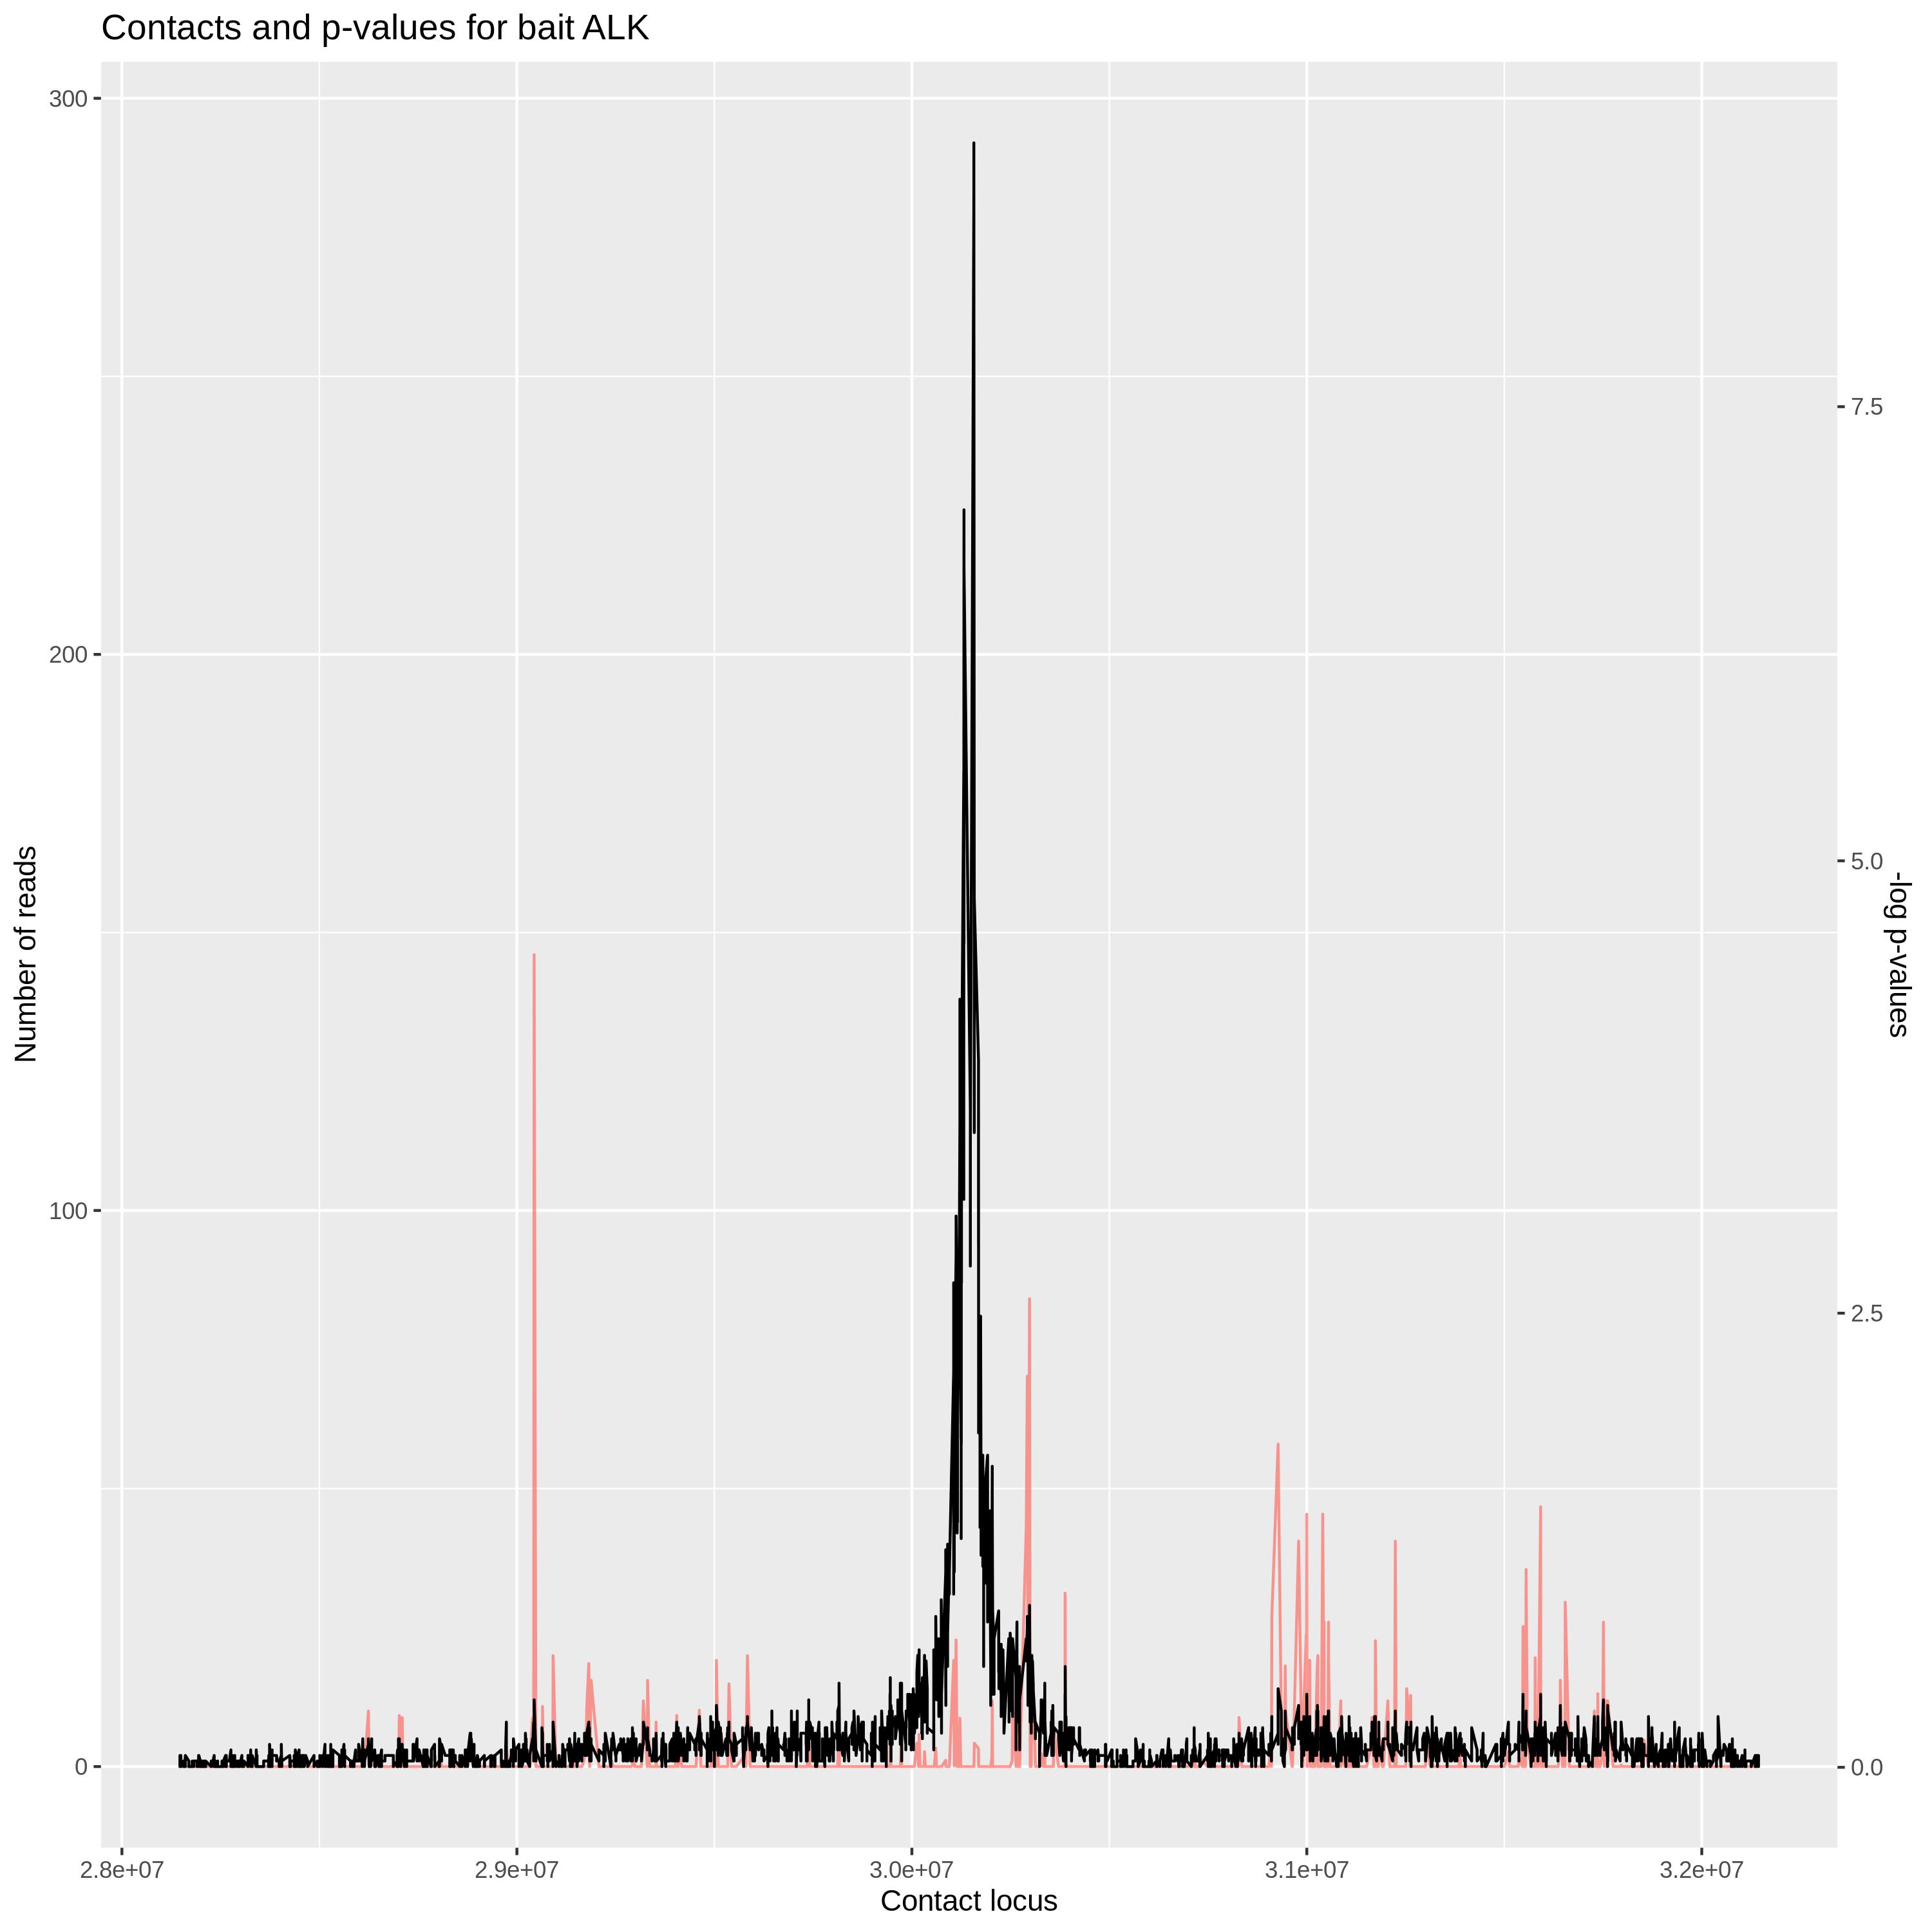 Contacts and p-values for bait ALK
300
200
100
0
Number of reads
7.5
5.0
2.5
0.0
-log p-values
2.8e+07 2.9e+07 3.0e+07 3.1e+07 3.2e+07
Contact locus